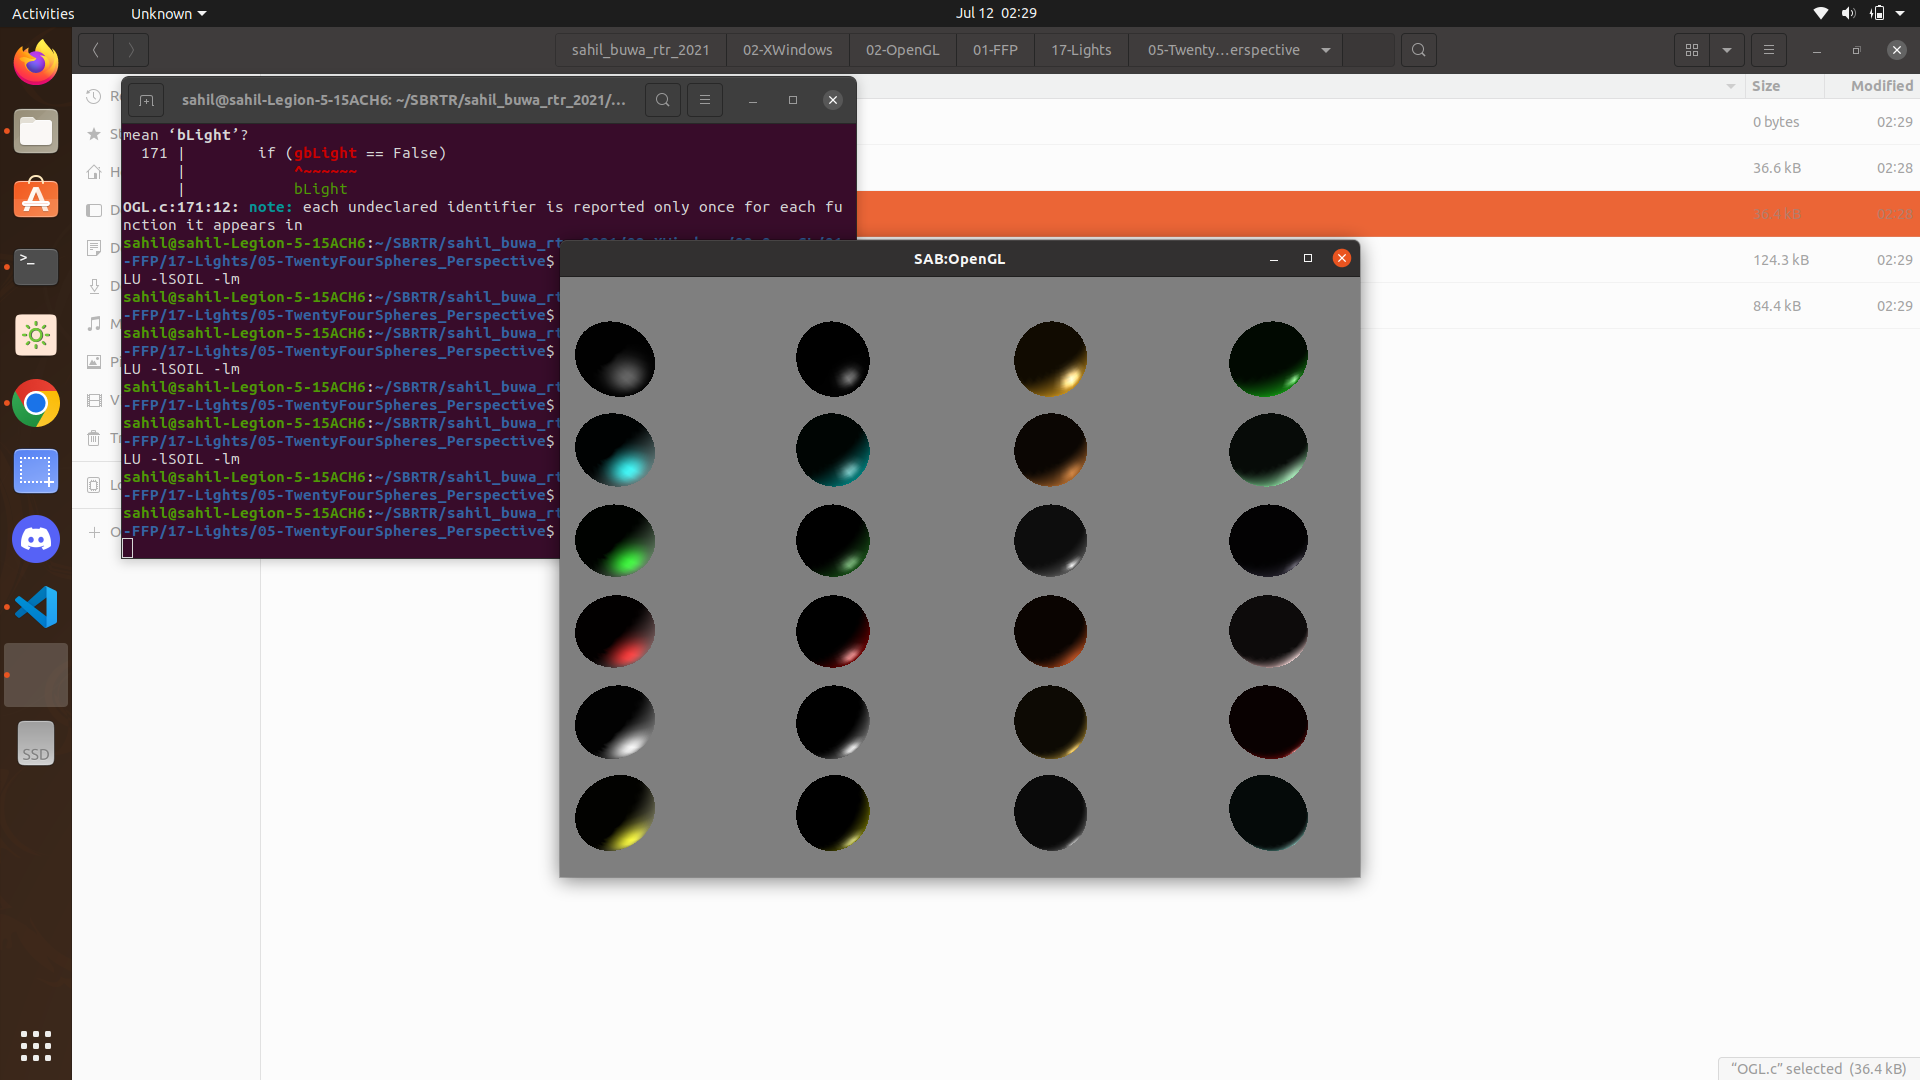 Activities
Unknown
Jul 12 02:29
sahil_buwa_rtr_2021
02-XWindows
02-OpenGL
01-FFP
17-Lights
05-Twenty…erspective
Size
Modified
0 bytes
02:29
36.6 kB
02:28
36.4 kB
02:28
124.3 kB
02:29
84.4 kB
02:29
sahil@sahil-Legion-5-15ACH6: ~/SBRTR/sahil_buwa_rtr_2021/...
mean ‘bLight’?
171 | if (gbLight == False)
| ^~~~~~~
| bLight
OGL.c:171:12: note: each undeclared identifier is reported only once for each fu
nction it appears in
sahil@sahil-Legion-5-15ACH6:~/SBRTR/sahil_buwa_rt
-FFP/17-Lights/05-TwentyFourSpheres_Perspective$
LU -lSOIL -lm
sahil@sahil-Legion-5-15ACH6:~/SBRTR/sahil_buwa_rt
-FFP/17-Lights/05-TwentyFourSpheres_Perspective$
sahil@sahil-Legion-5-15ACH6:~/SBRTR/sahil_buwa_rt
-FFP/17-Lights/05-TwentyFourSpheres_Perspective$
LU -lSOIL -lm
sahil@sahil-Legion-5-15ACH6:~/SBRTR/sahil_buwa_rt
-FFP/17-Lights/05-TwentyFourSpheres_Perspective$
sahil@sahil-Legion-5-15ACH6:~/SBRTR/sahil_buwa_rt
-FFP/17-Lights/05-TwentyFourSpheres_Perspective$
LU -lSOIL -lm
sahil@sahil-Legion-5-15ACH6:~/SBRTR/sahil_buwa_rt
-FFP/17-Lights/05-TwentyFourSpheres_Perspective$
sahil@sahil-Legion-5-15ACH6:~/SBRTR/sahil_buwa_rt
-FFP/17-Lights/05-TwentyFourSpheres_Perspective$
SAB:OpenGL
SSD
“OGL.c” selected (36.4 kB)